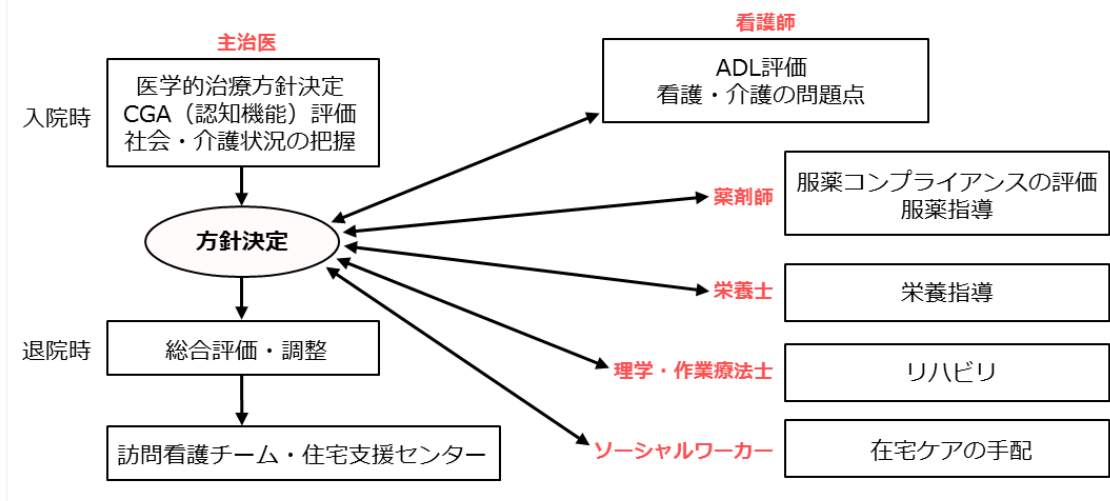 主治医
入院時
医学的治療方針決定
CGA（認知機能）評価
社会・介護状況の把握
方針決定
退院時
総合評価・調整
訪問看護チーム・住宅支援センター
看護師
ADL評価
看護・介護の問題点
薬剤師
服薬コンプライアンスの評価
服薬指導
栄養士
栄養指導
理学・作業療法士
リハビリ
ソーシャルワーカー
在宅ケアの手配